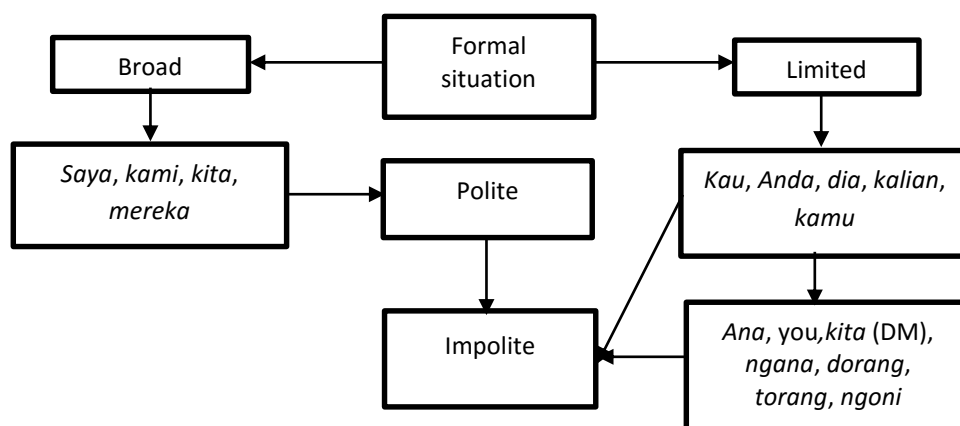 Formal
situation
Broad
Limited
Saya, kami, kita,
mereka
Polite
Kau, Anda, dia, kalian,
kamu
Impolite
Ana, you,kita (DM),
ngana, dorang,
torang, ngoni